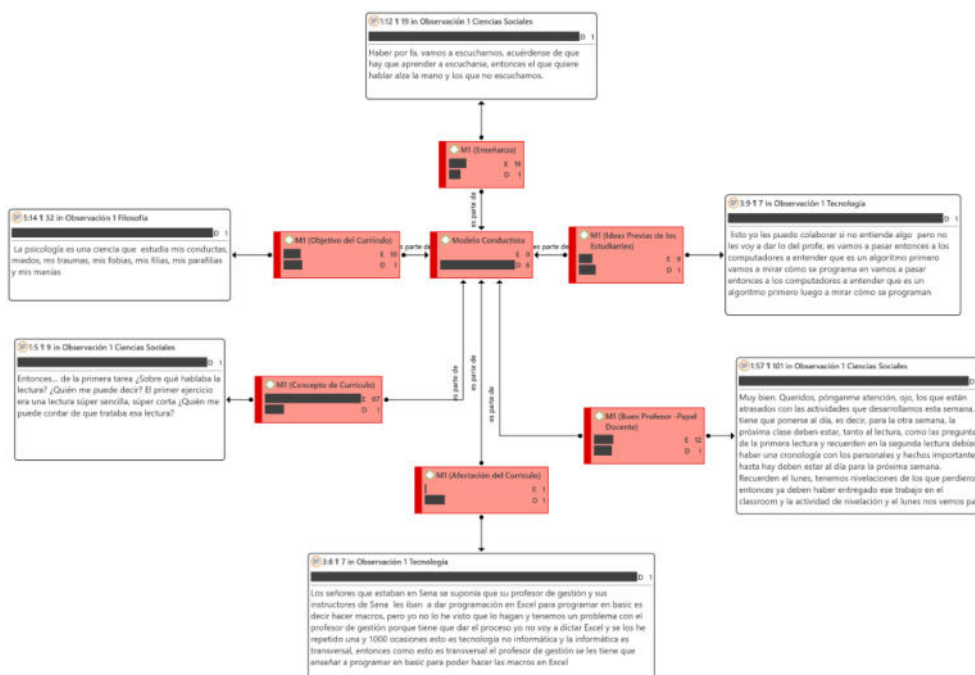 1:12 ¶ 19 in Observación 1 Ciencias Sociales
D 1
Haber por fa, vamos a escucharnos, acuérdense de que
hay que aprender a escucharse, entonces el que quiere
hablar alza la mano y los que no escuchamos.
M1 (Enseñanza)
E 16
D 1
es parte de
5:14 ¶ 32 in Observación 1 Filosofía
D 1
La psicología es una ciencia que estudia mis conductas,
miedos, ms traumas, mis fobias, mis filias, mis parafilias
y mis manías
M1 (Objetivo del Currículo)
E 10
D 1
es parte de
Modelo Conductista
E 0
D 6
es parte de
M1 (Ideas Previas de los
Estudiantes)
E 9
D 1
3:9 ¶ 7 in Observación 1 Tecnología
D 1
listo yo les puedo colaborar si no entiende algo pero no
les voy a dar lo del profe, es vamos a pasar entonces a los
computadores a entender que es un algoritmo primero
vamos a mirar cómo se programa en vamos a pasar
entonces a los computadores a entender que es un
algoritmo primero luego a mirar cómo se programan
1:5 ¶ 9 in Observación 1 Ciencias Sociales
D 1
Entonces... de la primera tarea ¿Sobre qué hablaba la
lectura? ¿Quién me puede decir? El primer ejercicio
era una lectura súper sencilla, súper corta ¿Quién me
puede contar de que trataba esa lectura?
M1 (Concepto de Currículo)
E 87
D 1
es parte de
es parte de
es parte de
M1 (Buen Profesor -Papel
Docente)
E 12
D 1
1:57 ¶ 101 in Observación 1 Ciencias Sociales
D
Muy bien. Queridos, pónganme atención, ojo, los que están
atrasados con las actividades que desarrollamos esta semana,
tiene que ponerse al día, es decir, para la otra semana, la
próxima clase deben estar, tanto al lectura, como las pregunta
de la primera lectura y recuerden en la segunda lectura debían
haber una cronología con los personales y hechos importante
hasta hay deben estar al día para la próxima semana.
Recuerden el lunes, tenemos nivelaciones de los que perdiero
entonces ya deben haber entregado ese trabajo en el
classroom y la actividad de nivelación y el lunes nos vemos pa
M1 (Afectación del Currículo)
E 1
D 1
3:8 ¶ 7 in Observación 1 Tecnología
D 1
Los señores que estaban en Sena se suponía que su profesor de gestión y sus
instructores de Sena les iban a dar programación en Excel para programar en basic es
decir hacer macros, pero yo no lo he visto que lo hagan y tenemos un problema con el
profesor de gestión porque tiene que dar el proceso yo no voy a dictar Excel y se los he
repetido una y 1000 ocasiones esto es tecnología no informática y la informática es
transversal, entonces como esto es transversal el profesor de gestión se les tiene que
anseñar a programar en basic para poder hacer las macros en Excel